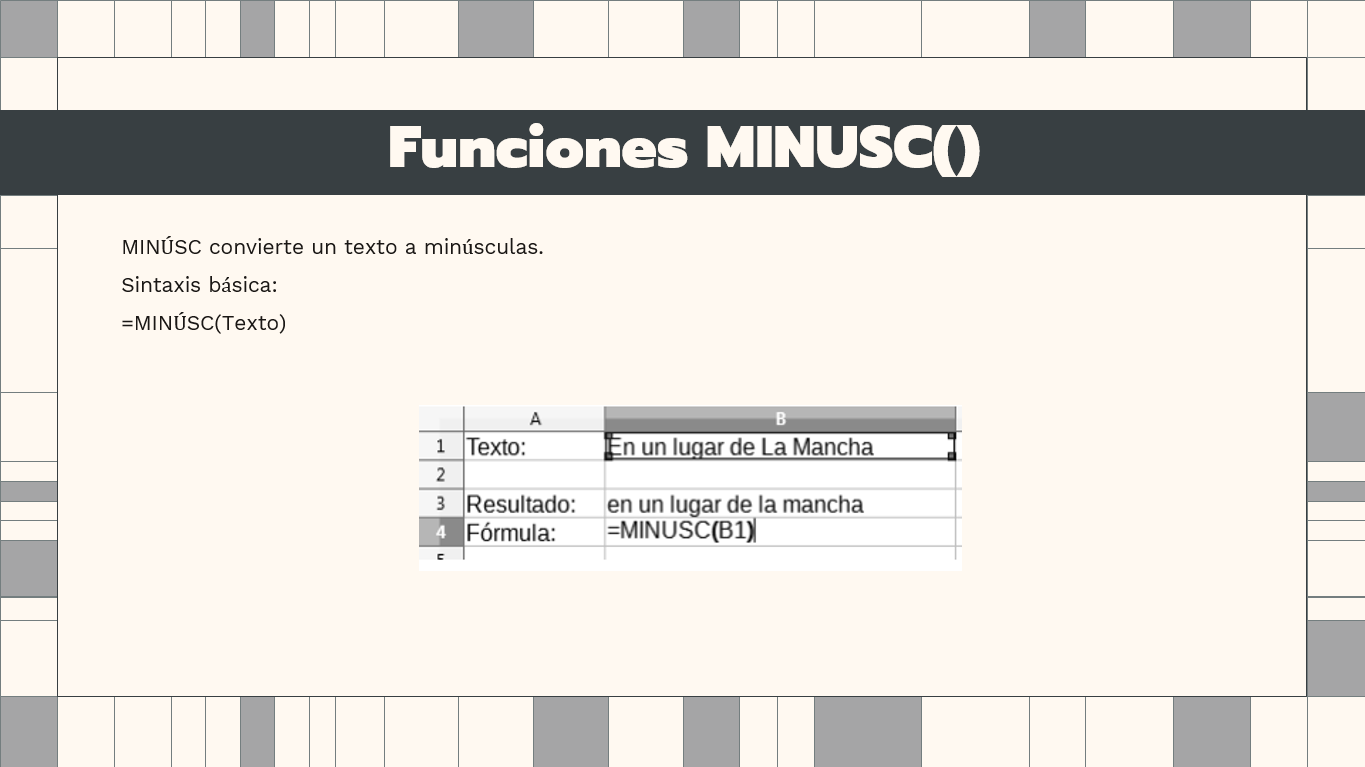 Funciones MINUSC()
MINÚSC convierte un texto a minúsculas.
Sintaxis básica:
=MINÚSC(Texto)
A B
1 Texto: En un lugar de La Mancha
2
3 Resultado: en un lugar de la mancha
4 Fórmula: =MINUSC(B1)
5